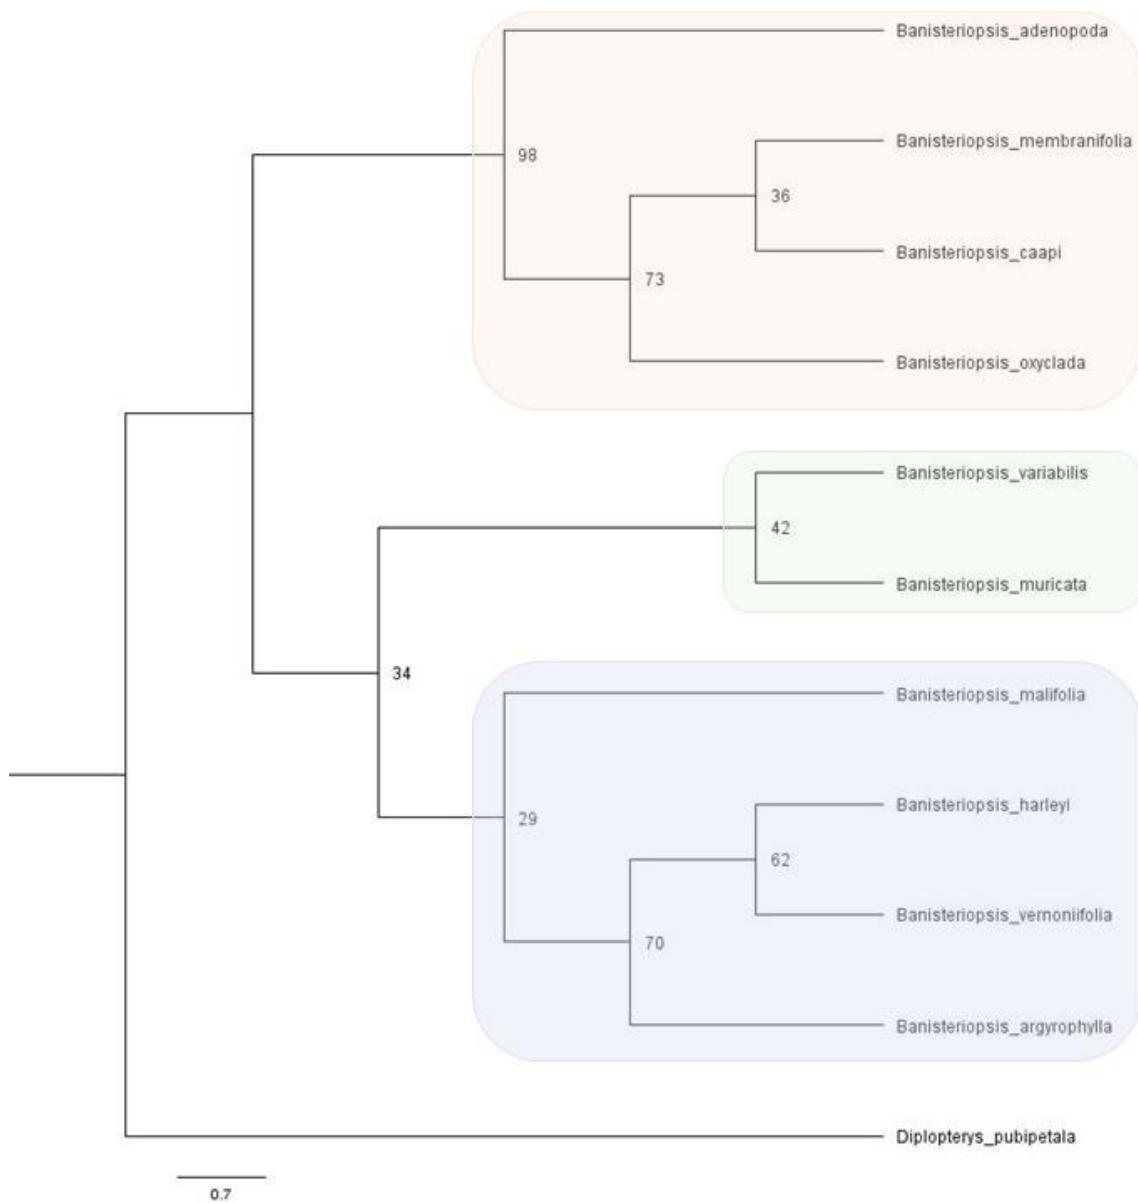 Banisteriopsis_adenopoda
98
Banisteriopsis_membranifolia
36
Banisteriopsis_caapi
73
Banisteriopsis_oxyclada
Banisteriopsis_variabilis
42
Banisteriopsis_muricata
34
Banisteriopsis_malifolia
29
Banisteriopsis_harleyi
62
Banisteriopsis_vernoniifolia
70
Banisteriopsis_argyrophylla
Diplopterys_pubipetala
0.7